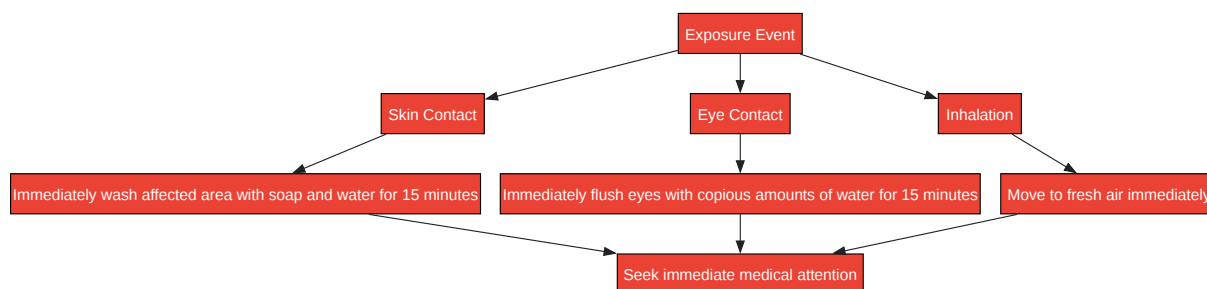 Exposure Event
Skin Contact
Eye Contact
Inhalation
Immediately wash affected area with soap and water for 15 minutes
Immediately flush eyes with copious amounts of water for 15 minutes
Move to fresh air immediately
Seek immediate medical attention